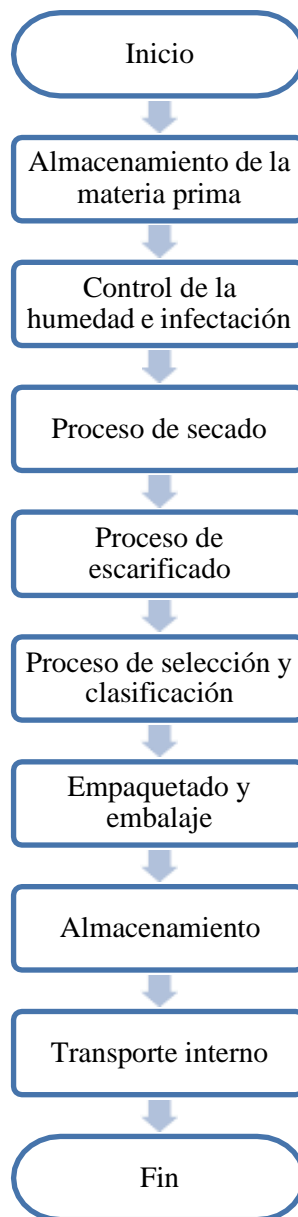 Inicio
Almacenamiento de la
materia prima
Control de la
humedad e infectación
Proceso de secado
Proceso de
escarificado
Proceso de selección y
clasificación
Empaquetado y
embalaje
Almacenamiento
Transporte interno
Fin